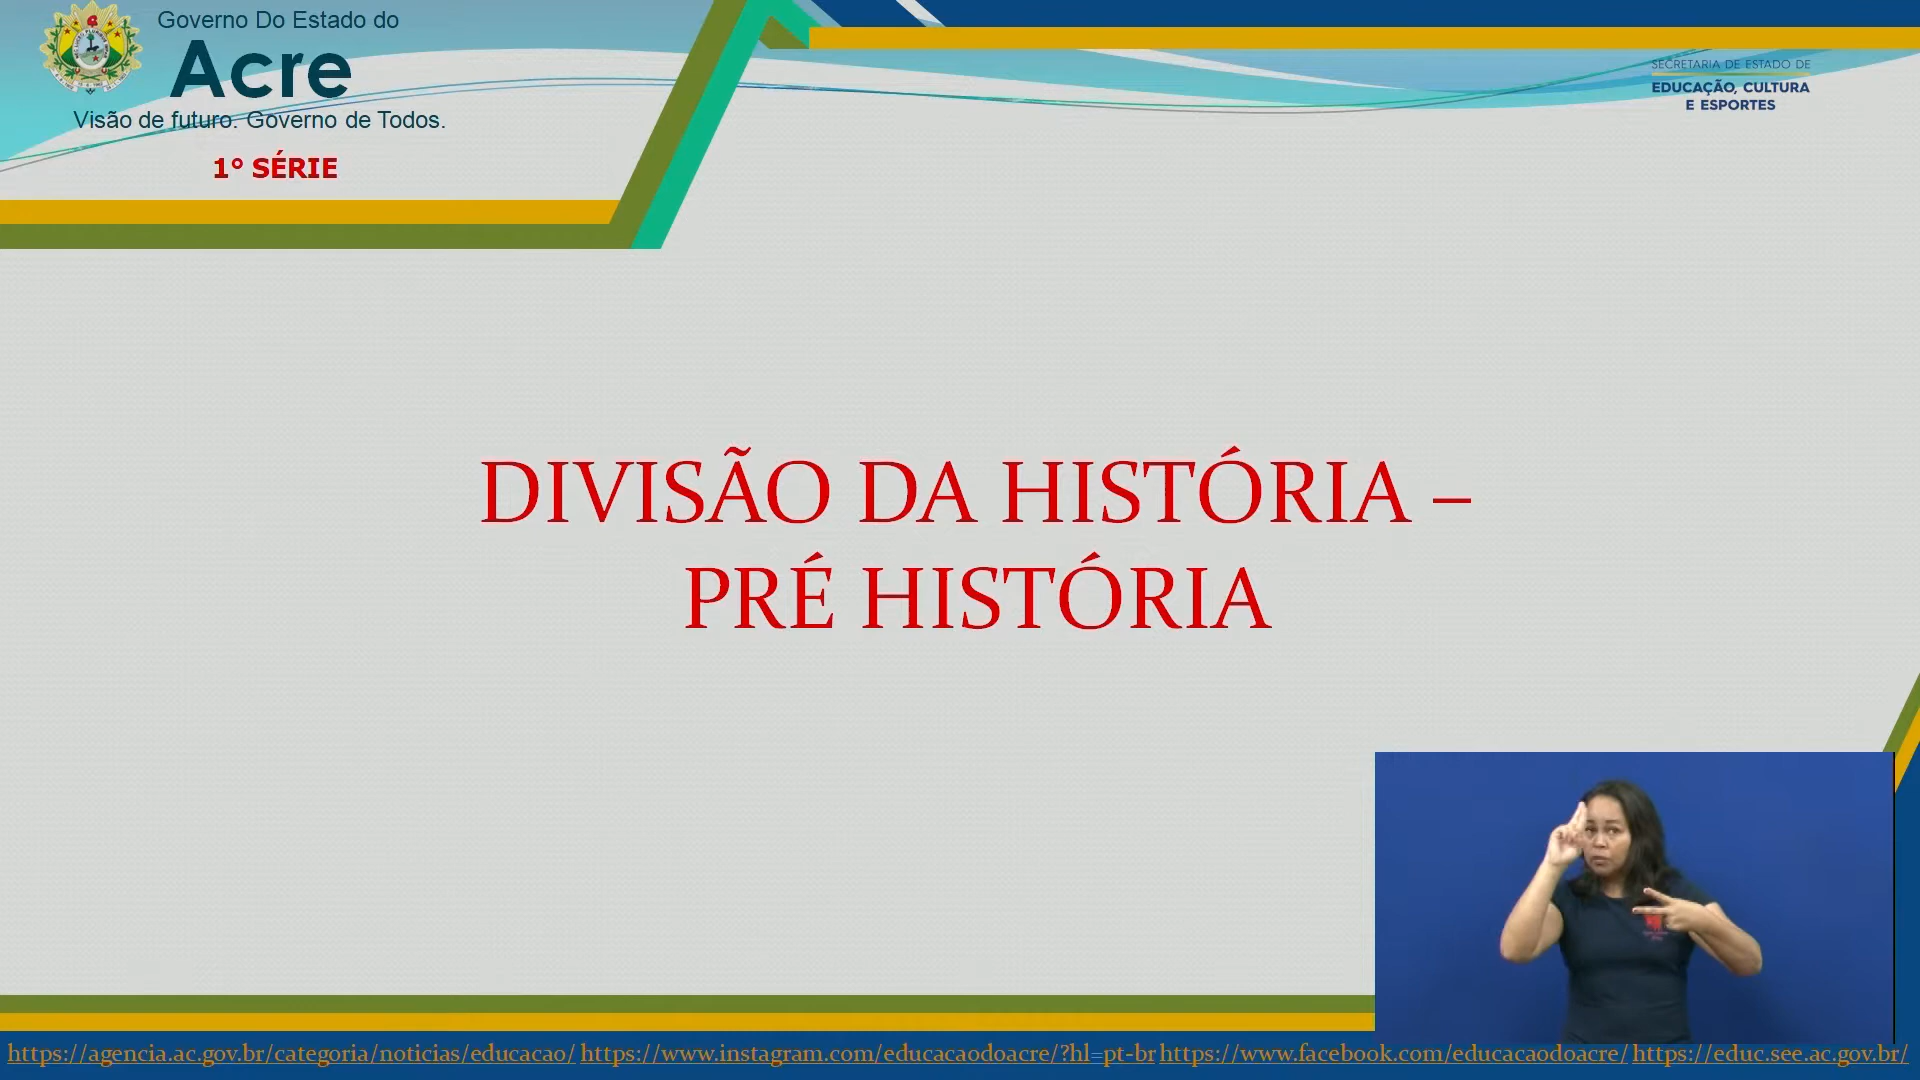 Governo Do Estado do
Acre
Visão de futuro. Governo de Todos.
1° SÉRIE
SECRETARIA DE ESTADO DE
EDUCAÇÃO, CULTURA
E ESPORTES
DIVISÃO DA HISTÓRIA –
PRÉ HISTÓRIA
https://agencia.ac.gov.br/categoria/noticias/educacao/ https://www.instagram.com/educacaodoacre/?hl=pt-br https://www.facebook.com/educacaodoacre/ https://educ.see.ac.gov.br/